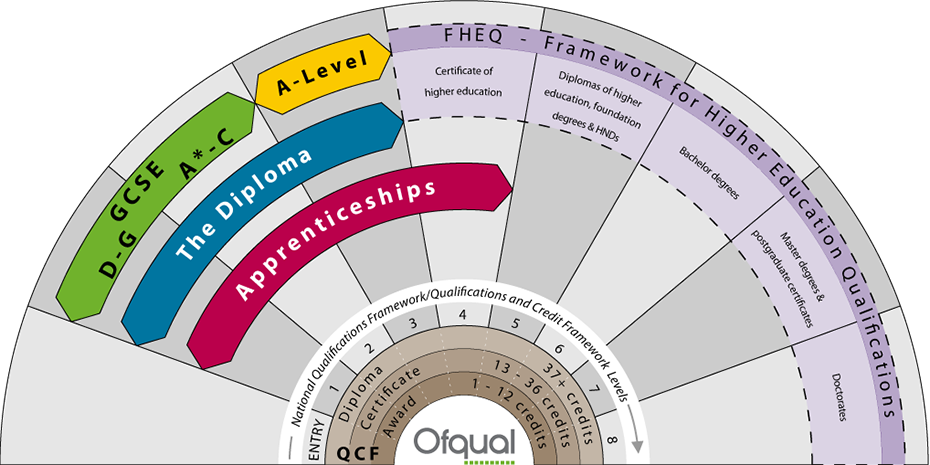 GCSE
D-G A*-C
A-Level
The Diploma
Apprenticeships
FHEQ - Framework for Higher Education Qualifications
Certificate of
higher education
Diplomas of higher
education, foundation
degrees & HNDs
Bachelor degrees
Master degrees &
postgraduate certificates
Doctorates
National Qualifications Framework/Qualifications and Credit Framework Levels
ENTRY 1 2 3 4 5 6 7 8
QCF
Diploma 37+ credits
Certificate 13 - 36 credits
Award 1 - 12 credits
Ofqual